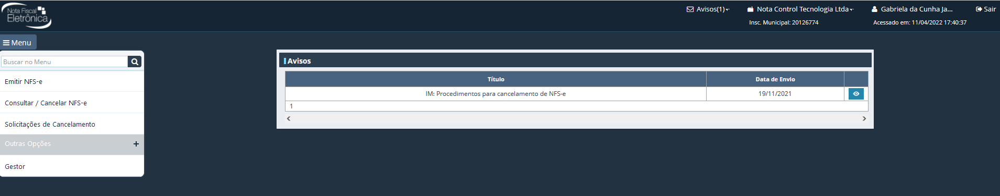 Nota Fiscal
Eletrônica
Avisos(1)
Nota Control Tecnologia Ltda
Gabriela da Cunha Ja...
Sair
Insc. Municipal: 20126774
Acessado em: 11/04/2022 17:40:37
Menu
Buscar no Menu
Emitir NFS-e
Consultar / Cancelar NFS-e
Solicitações de Cancelamento
Outras Opções
Gestor
Avisos
Título
Data de Envio
IM: Procedimentos para cancelamento de NFS-e
19/11/2021
1